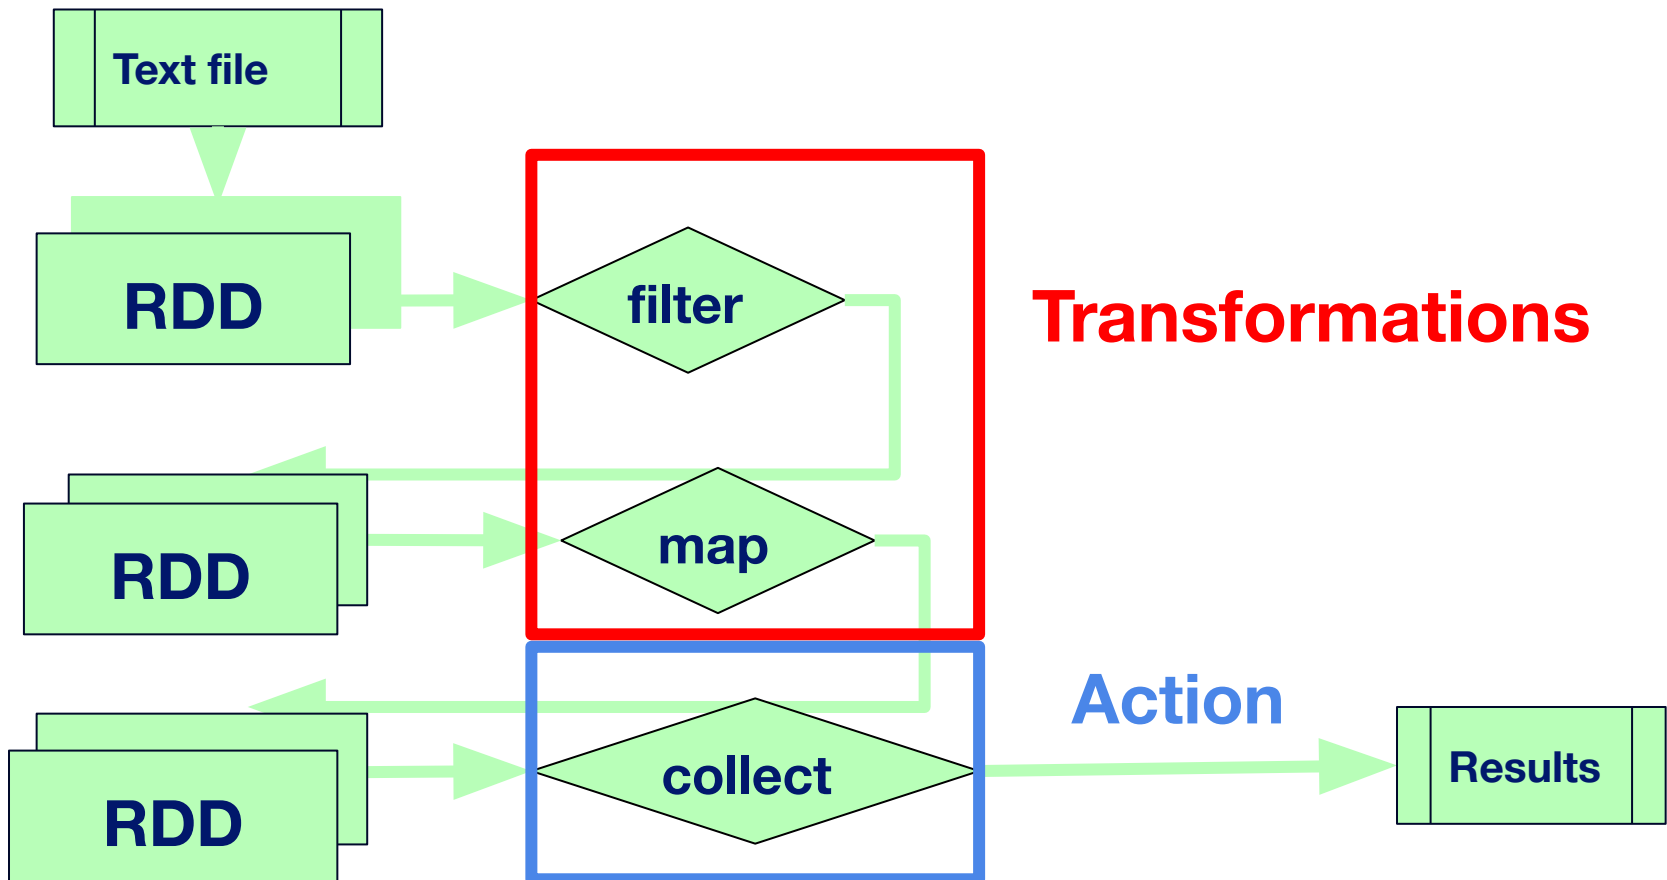 Text file
RDD
filter
Transformations
RDD
map
Action
RDD
collect
Results